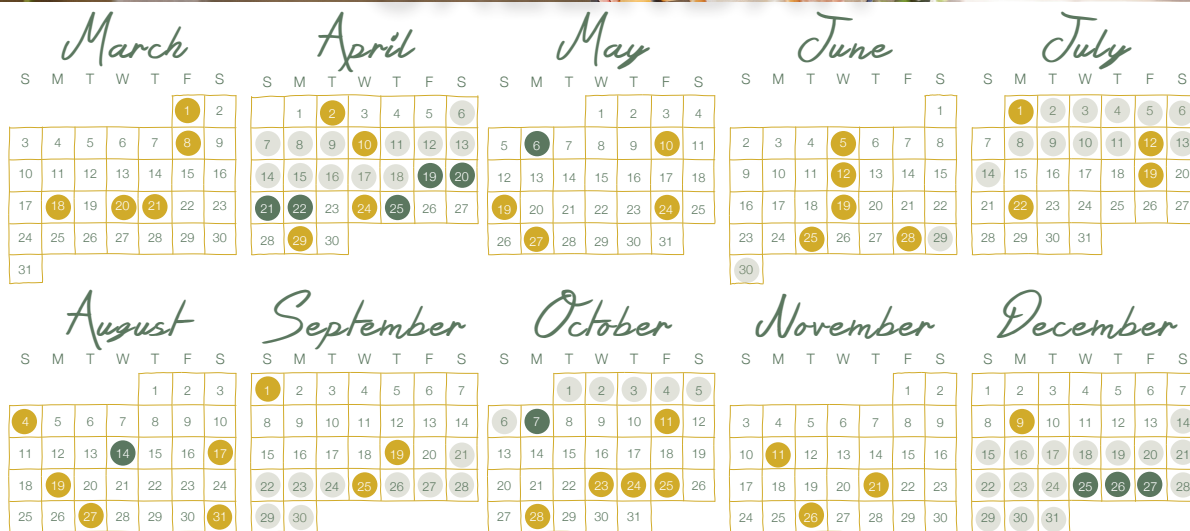 March
S M T W T F S
1 2
3 4 5 6 7 8 9
10 11 12 13 14 15 16
17 18 19 20 21 22 23
24 25 26 27 28 29 30
31
April
S M T W T F S
1 2 3 4 5 6
7 8 9 10 11 12 13
14 15 16 17 18 19 20
21 22 23 24 25 26 27
28 29 30
May
S M T W T F S
1 2 3 4
5 6 7 8 9 10 11
12 13 14 15 16 17 18
19 20 21 22 23 24 25
26 27 28 29 30 31
June
S M T W T F S
1
2 3 4 5 6 7 8
9 10 11 12 13 14 15
16 17 18 19 20 21 22
23 24 25 26 27 28 29
30
July
S M T W T F S
1 2 3 4 5 6
7 8 9 10 11 12 13
14 15 16 17 18 19 20
21 22 23 24 25 26 27
28 29 30 31
August
S M T W T F S
1 2 3
4 5 6 7 8 9 10
11 12 13 14 15 16 17
18 19 20 21 22 23 24
25 26 27 28 29 30 31
September
S M T W T F S
1 2 3 4 5 6 7
8 9 10 11 12 13 14
15 16 17 18 19 20 21
22 23 24 25 26 27 28
29 30
October
S M T W T F S
1 2 3 4 5
6 7 8 9 10 11 12
13 14 15 16 17 18 19
20 21 22 23 24 25 26
27 28 29 30 31
November
S M T W T F S
1 2
3 4 5 6 7 8 9
10 11 12 13 14 15 16
17 18 19 20 21 22 23
24 25 26 27 28 29 30
December
S M T W T F S
1 2 3 4 5 6 7
8 9 10 11 12 13 14
15 16 17 18 19 20 21
22 23 24 25 26 27 28
29 30 31